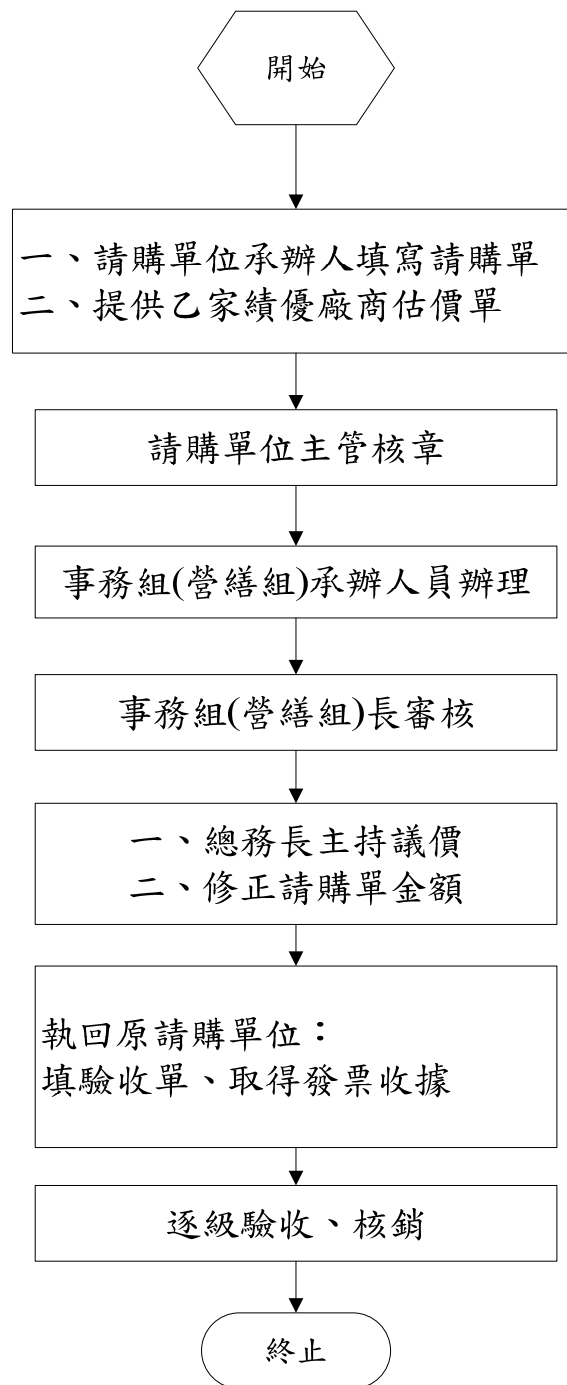 開始
一、請購單位承辦人填寫請購單
二、提供乙家績優廠商估價單
請購單位主管核章
事務組(營繕組)承辦人員辦理
事務組(營繕組)長審核
一、總務長主持議價
二、修正請購單金額
執回原請購單位：
填驗收單、取得發票收據
逐級驗收、核銷
終止